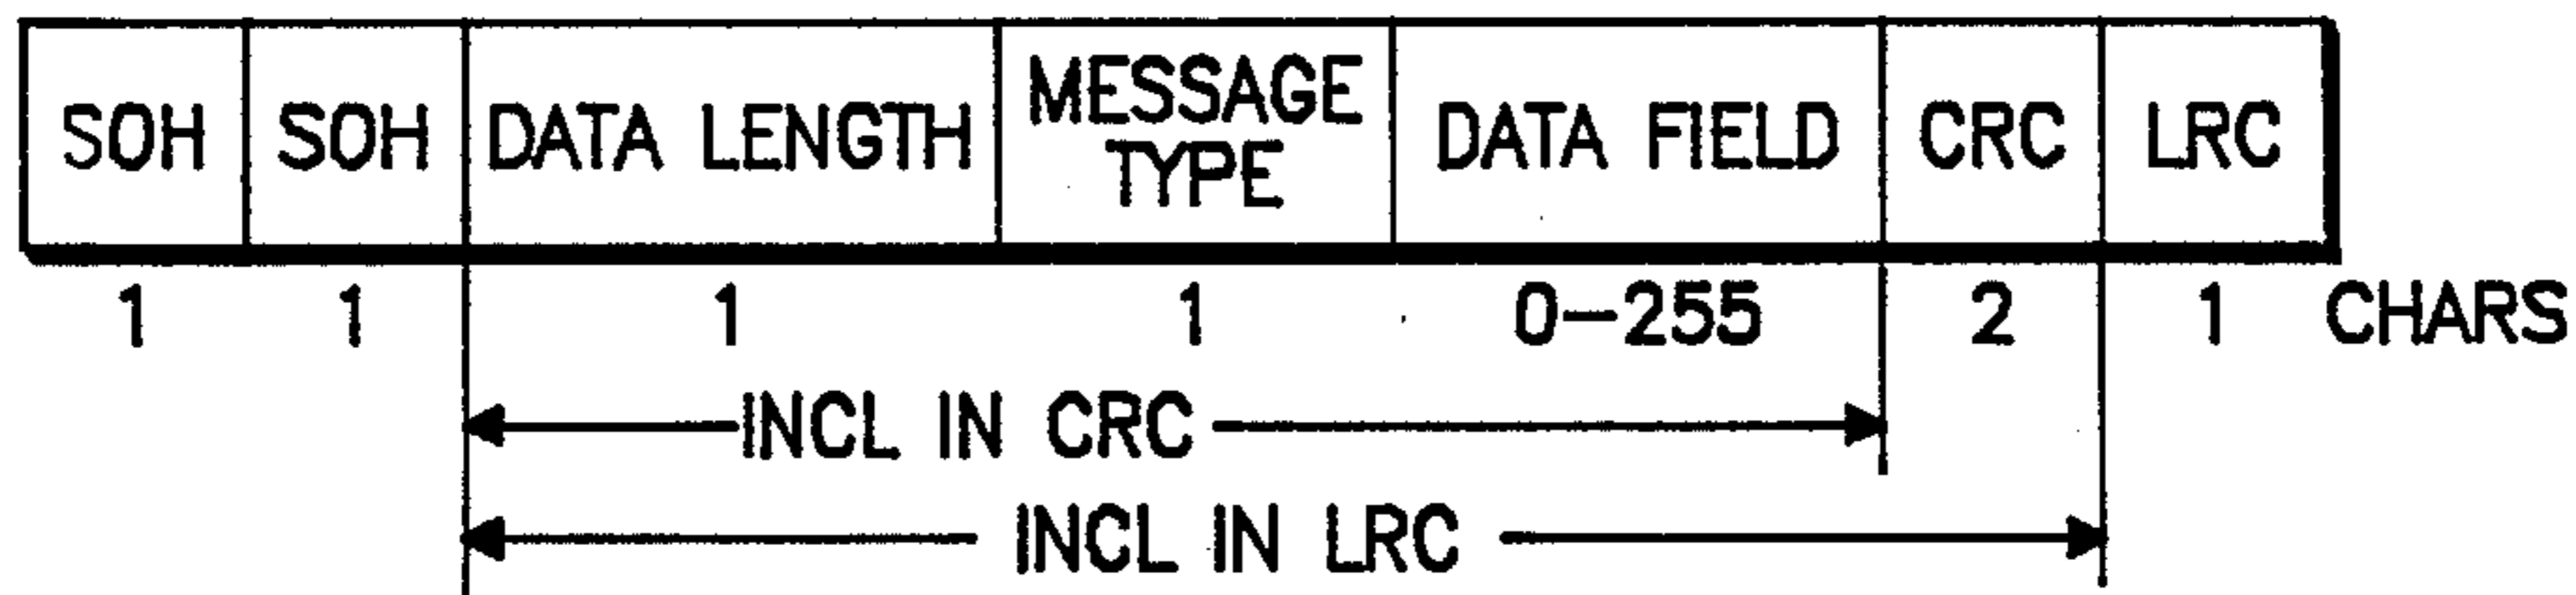 SOH SOH DATA LENGTH MESSAGE TYPE DATA FIELD CRC LRC
1 1 1 1 0-255 2 1 CHARS
INCL IN CRC
INCL IN LRC